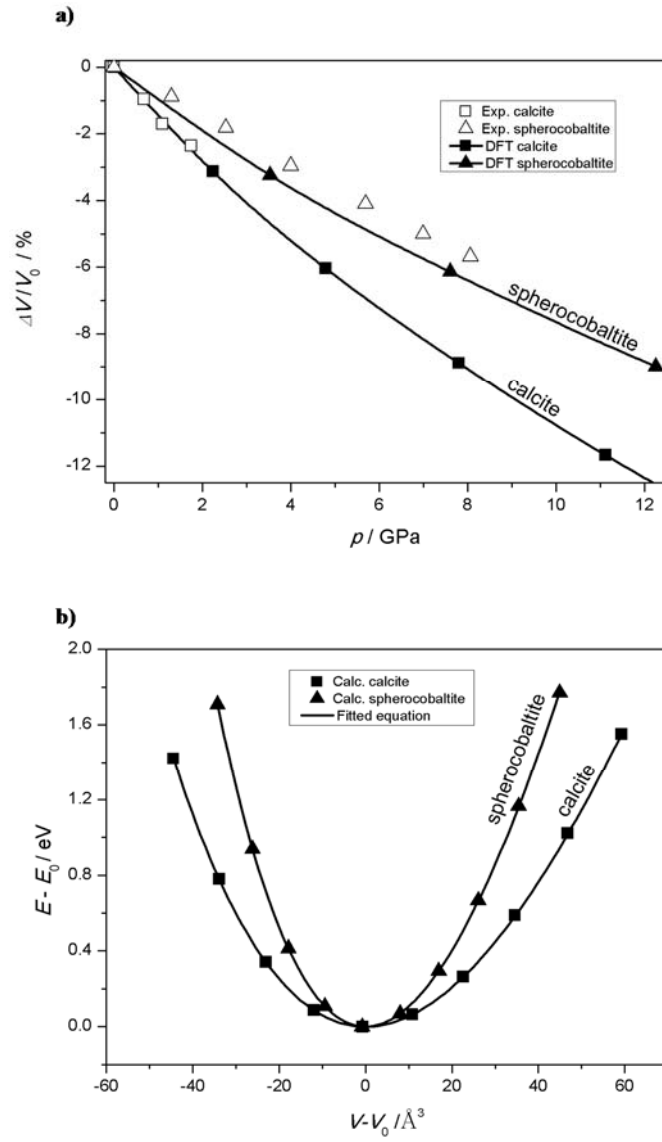 a)
0
-2
-4
-6
-8
-10
-12
ΔV/V₀ / %
Exp. calcite
Exp. spherocobaltite
DFT calcite
DFT spherocobaltite
spherocobaltite
calcite
0 2 4 6 8 10 12
p / GPa
b)
2.0
1.6
1.2
0.8
0.4
0.0
E - E₀ / eV
Calc. calcite
Calc. spherocobaltite
Fitted equation
spherocobaltite
calcite
-60 -40 -20 0 20 40 60
V-V₀ /Å³